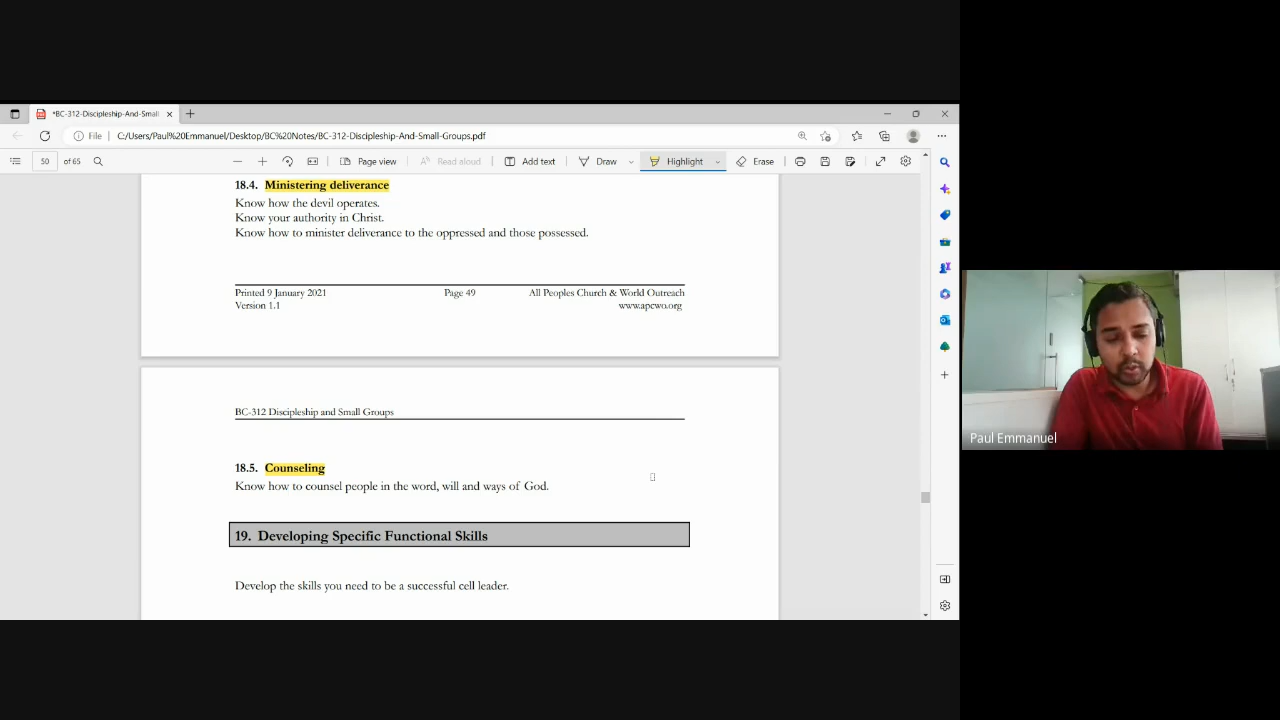 *BC-312-Discipleship-And-Small
File
C:/Users/Paul%20Emmanuel/Desktop/BC%20Notes/BC-312-Discipleship-And-Small-Groups.pdf
50 of 65
Page view
Read aloud
Add text
Draw
Highlight
Erase
18.4. Ministering deliverance
Know how the devil operates.
Know your authority in Christ.
Know how to minister deliverance to the oppressed and those possessed.
Printed 9 January 2021 Page 49 All Peoples Church & World Outreach
Version 1.1 www.apcwo.org
BC-312 Discipleship and Small Groups
18.5. Counseling
Know how to counsel people in the word, will and ways of God.
19. Developing Specific Functional Skills
Develop the skills you need to be a successful cell leader.
Paul Emmanuel